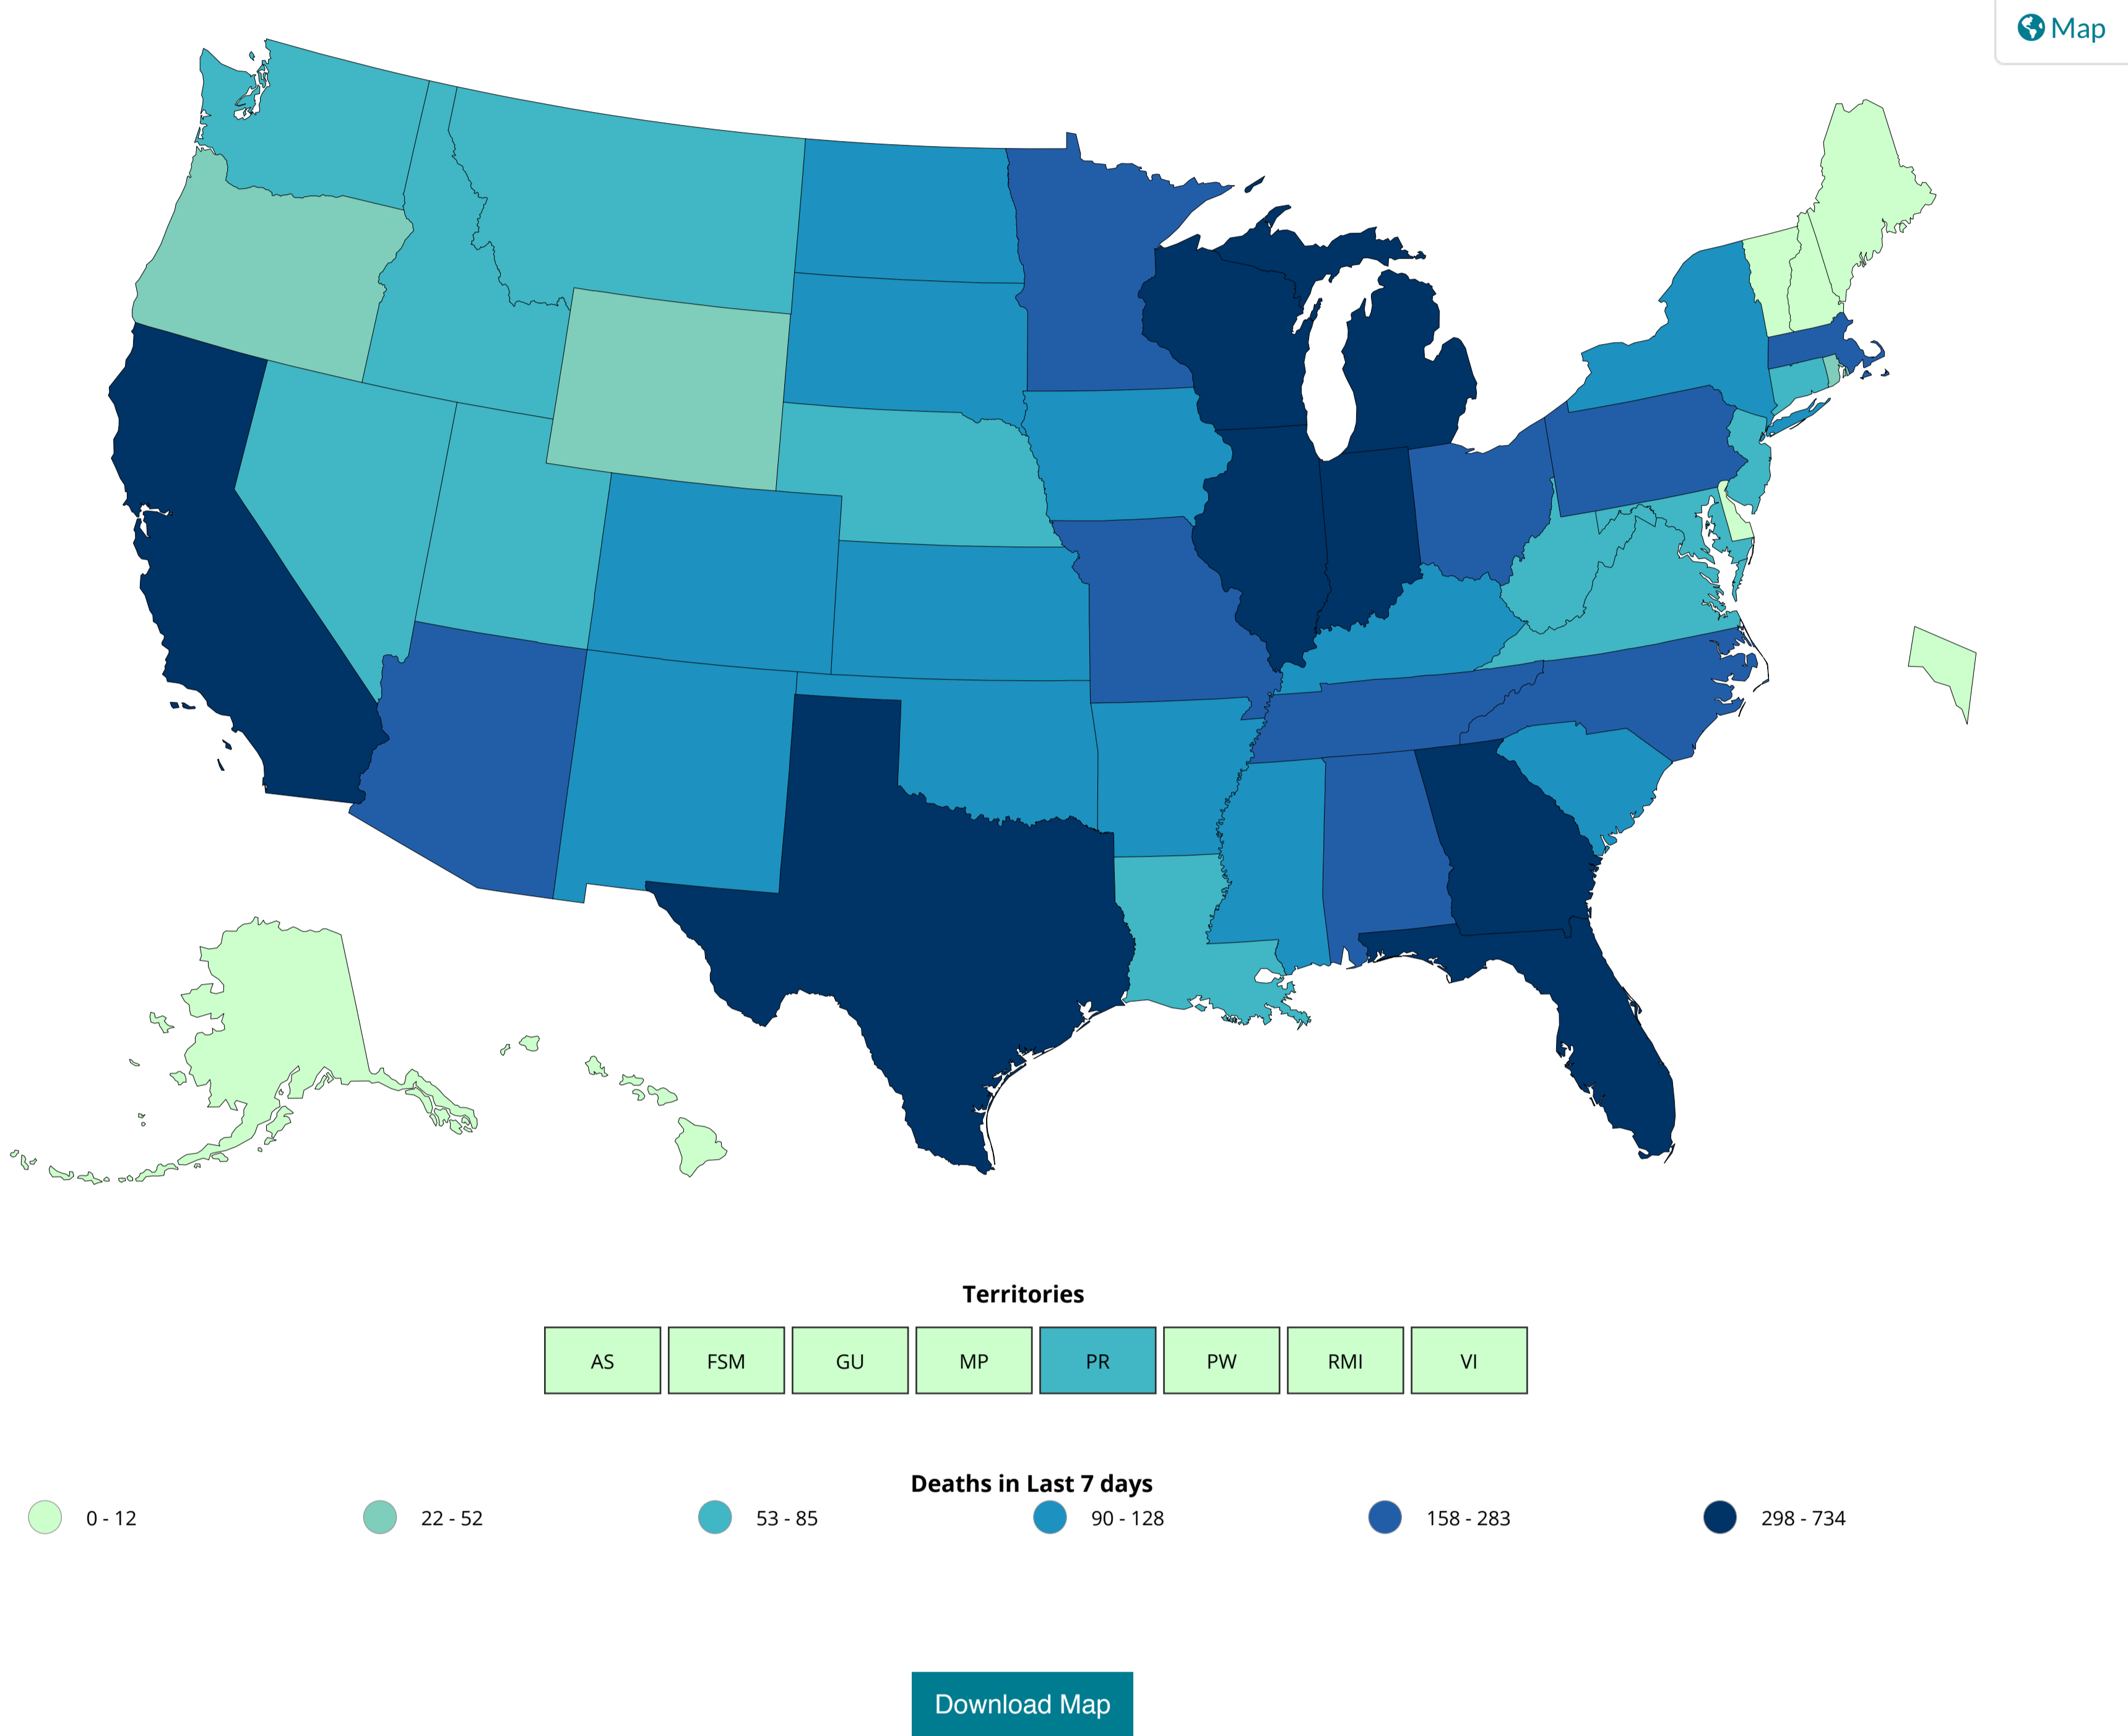 Map
Territories
AS FSM GU MP PR PW RMI VI
Deaths in Last 7 days
0 - 12 22 - 52 53 - 85 90 - 128 158 - 283 298 - 734
Download Map